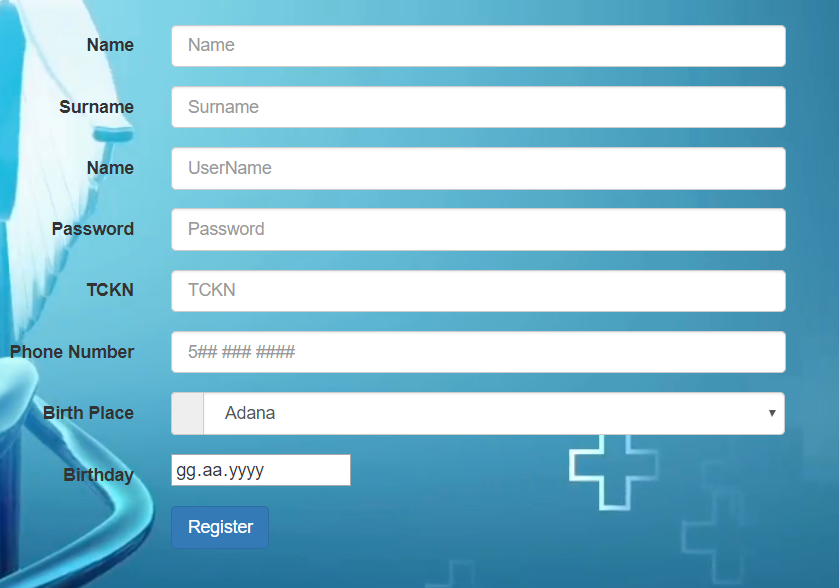 Name Name
Surname Surname
Name UserName
Password Password
TCKN TCKN
Phone Number 5## ### ####
Birth Place Adana
Birthday gg.aa.yyyy
Register